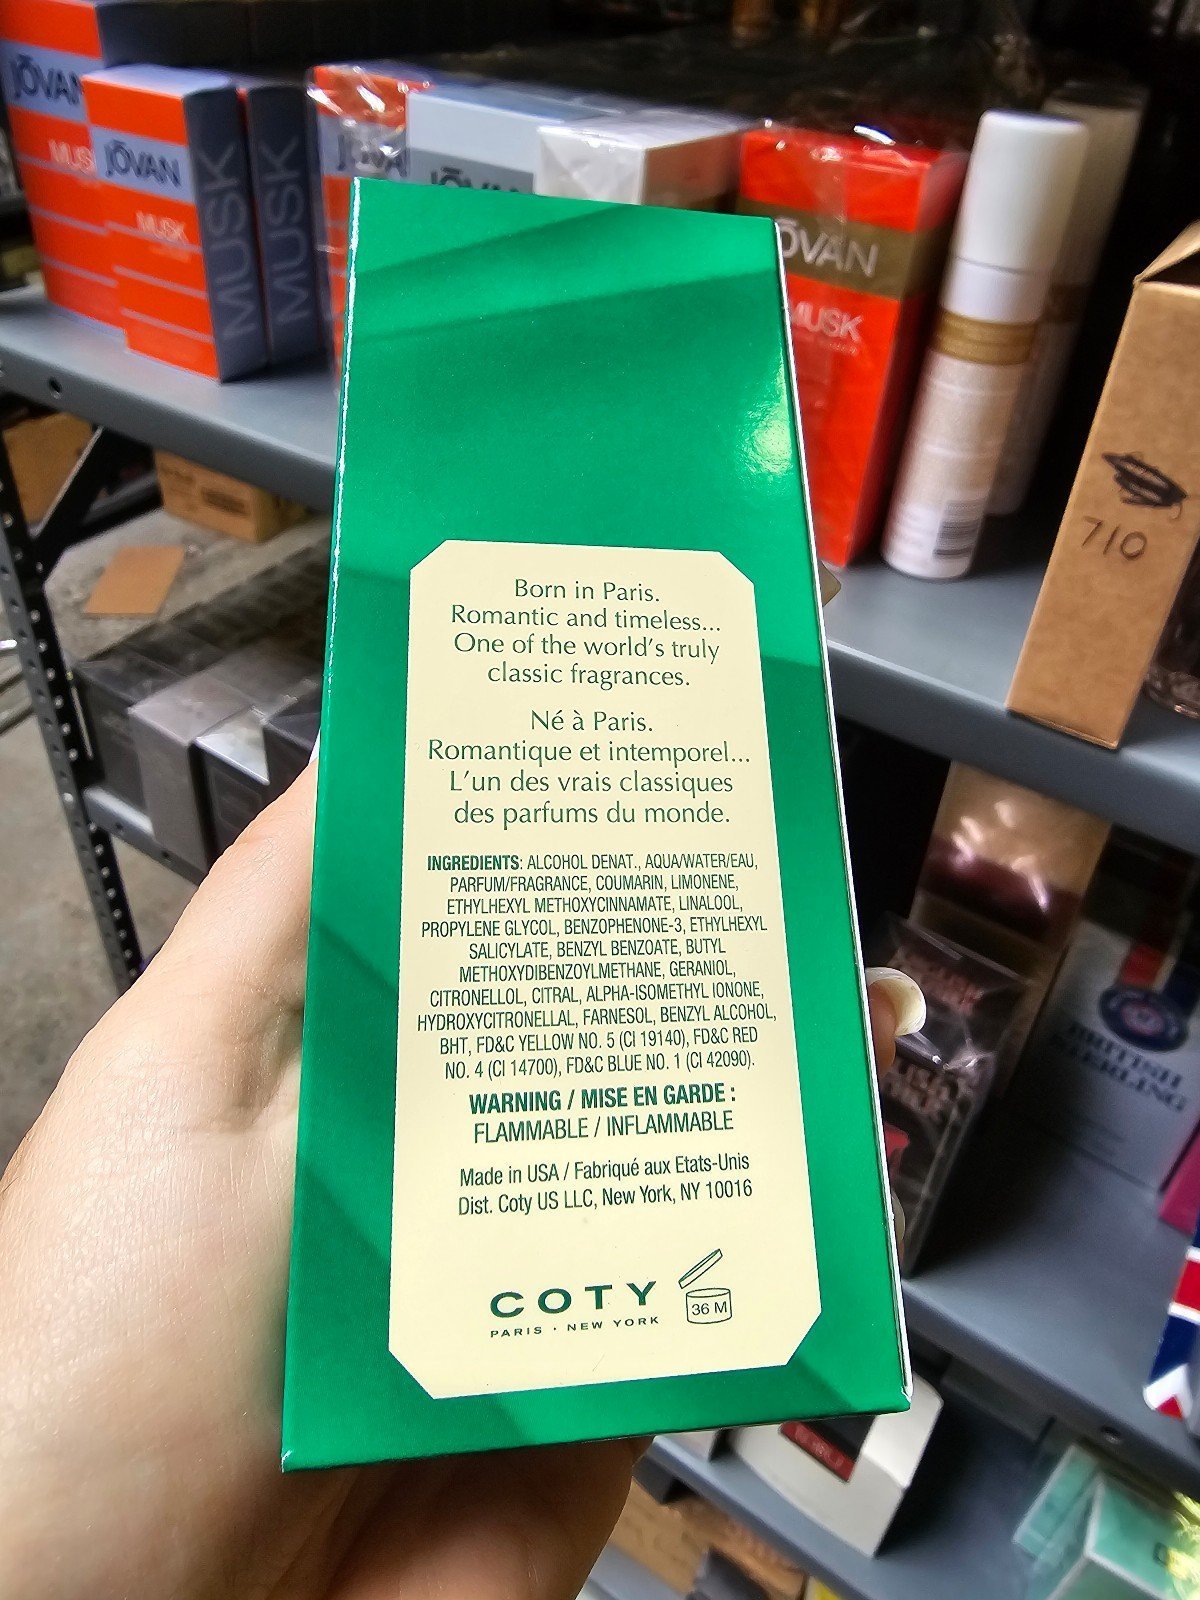 JŌVAN
MUSK
JŌVAN
MUSK
MUSK
MUSK
JŌVAN
MUSK
710
Born in Paris.
Romantic and timeless...
One of the world's truly
classic fragrances.
Né à Paris.
Romantique et intemporel...
L'un des vrais classiques
des parfums du monde.
INGREDIENTS: ALCOHOL DENAT., AQUA/WATER/EAU,
PARFUM/FRAGRANCE, COUMARIN, LIMONENE,
ETHYLHEXYL METHOXYCINNAMATE, LINALOOL,
PROPYLENE GLYCOL, BENZOPHENONE-3, ETHYLHEXYL
SALICYLATE, BENZYL BENZOATE, BUTYL
METHOXYDIBENZOYLMETHANE, GERANIOL,
CITRONELLOL, CITRAL, ALPHA-ISOMETHYL IONONE,
HYDROXYCITRONELLAL, FARNESOL, BENZYL ALCOHOL,
BHT, FD&C YELLOW NO. 5 (CI 19140), FD&C RED
NO. 4 (CI 14700), FD&C BLUE NO. 1 (CI 42090).
WARNING / MISE EN GARDE :
FLAMMABLE / INFLAMMABLE
Made in USA / Fabriqué aux Etats-Unis
Dist. Coty US LLC, New York, NY 10016
COTY
PARIS · NEW YORK
36 M
BRITISH
STERLING